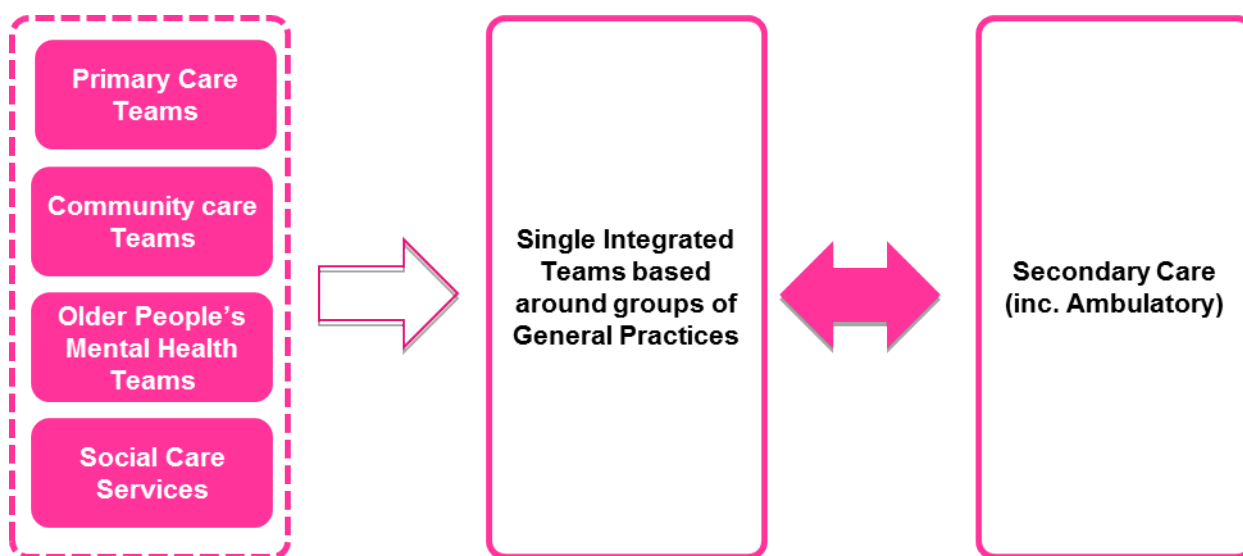 Primary Care
Teams
Community care
Teams
Older People's
Mental Health
Teams
Social Care
Services
Single Integrated
Teams based
around groups of
General Practices
Secondary Care
(inc. Ambulatory)